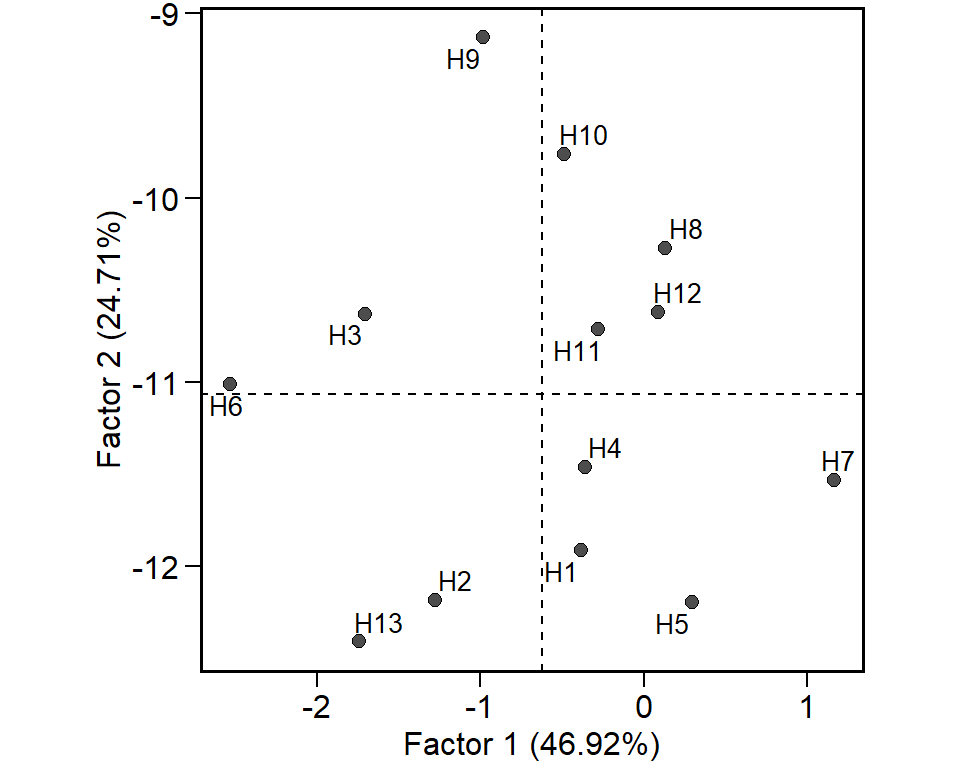 -9
H9
H10
-10
H8
H12
H3
H11
-11
H6
H4
H7
H1
-12
H2
H5
H13
Factor 2 (24.71%)
-2
-1
0
1
Factor 1 (46.92%)